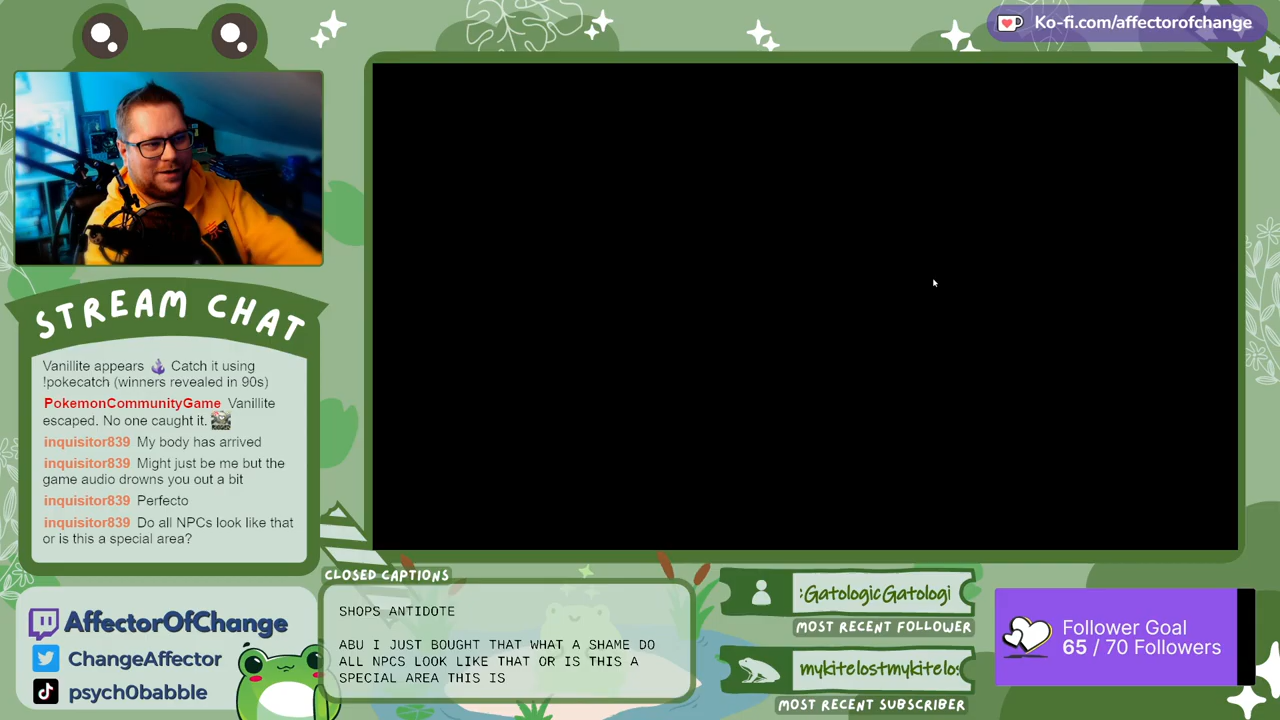 Ko-fi.com/affectorofchange
STREAM CHAT
Vanillite appears Catch it using
!pokecatch (winners revealed in 90s)
PokemonCommunityGame Vanillite
escaped. No one caught it.
inquisitor839 My body has arrived
inquisitor839 Might just be me but the
game audio drowns you out a bit
inquisitor839 Perfecto
inquisitor839 Do all NPCs look like that
or is this a special area?
AffectorOfChange
ChangeAffector
psych0babble
CLOSED CAPTIONS
SHOPS ANTIDOTE
ABU I JUST BOUGHT THAT WHAT A SHAME DO
ALL NPCS LOOK LIKE THAT OR IS THIS A
SPECIAL AREA THIS IS
:GatologicGatologi
MOST RECENT FOLLOWER
mykitelostmykitelo
MOST RECENT SUBSCRIBER
Follower Goal
65 / 70 Followers